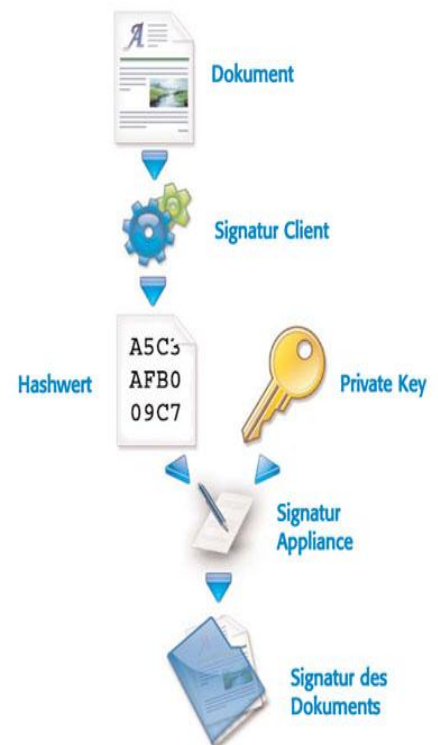 Dokument
Signatur Client
Hashwert
A5C3
AFB0
09C7
Private Key
Signatur
Appliance
Signatur des
Dokuments